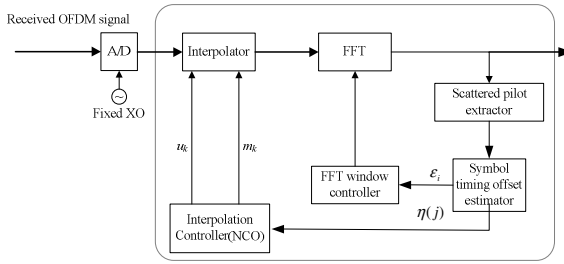 Received OFDM signal
A/D
Interpolator
FFT
Fixed XO
Scattered pilot
extractor
u_k
m_k
FFT window
controller
ε_i
Symbol
timing offset
estimator
η(j)
Interpolation
Controller(NCO)